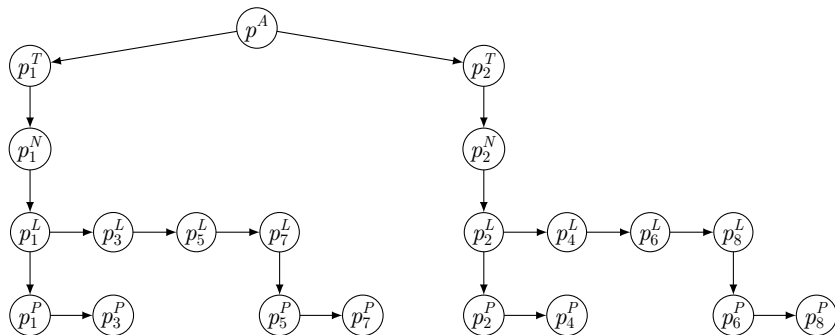 p^A
p_1^T p_2^T
p_1^N p_2^N
p_1^L p_3^L p_5^L p_7^L p_2^L p_4^L p_6^L p_8^L
p_1^P p_3^P p_5^P p_7^P p_2^P p_4^P p_6^P p_8^P